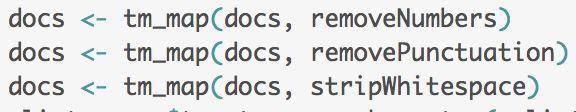 docs <- tm_map(docs, removeNumbers)
docs <- tm_map(docs, removePunctuation)
docs <- tm_map(docs, stripWhitespace)